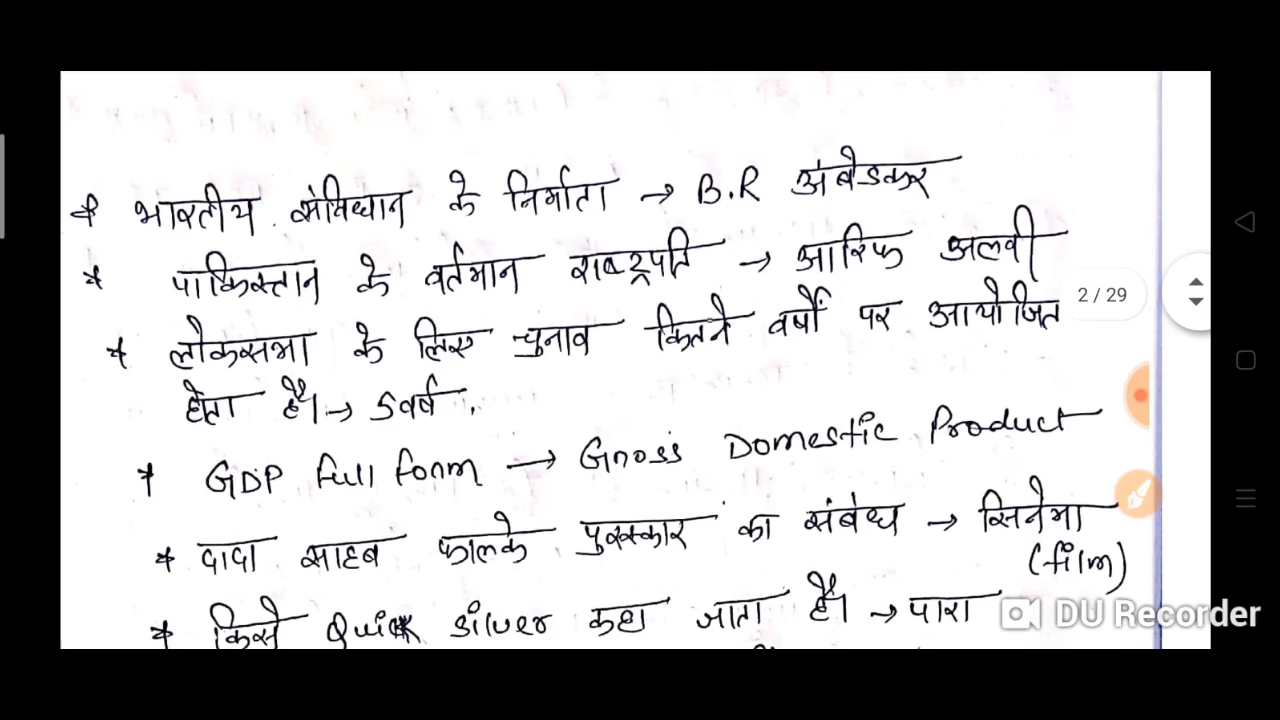 * भारतीय संविधान के निर्माता → B.R अंबेडकर
* पाकिस्तान के वर्तमान राष्ट्रपति → आरिफ अलवी
2/29
* लोकसभा के लिए चुनाव कितने वर्षों पर आयोजित
होता है। → 5 वर्ष.
* GDP full form → Gross Domestic Product
* दादा साहब फालके पुरस्कार का संबंध → सिनेमा
(film)
* किसे Quick Silver कहा जाता है। → पारा
DU Recorder